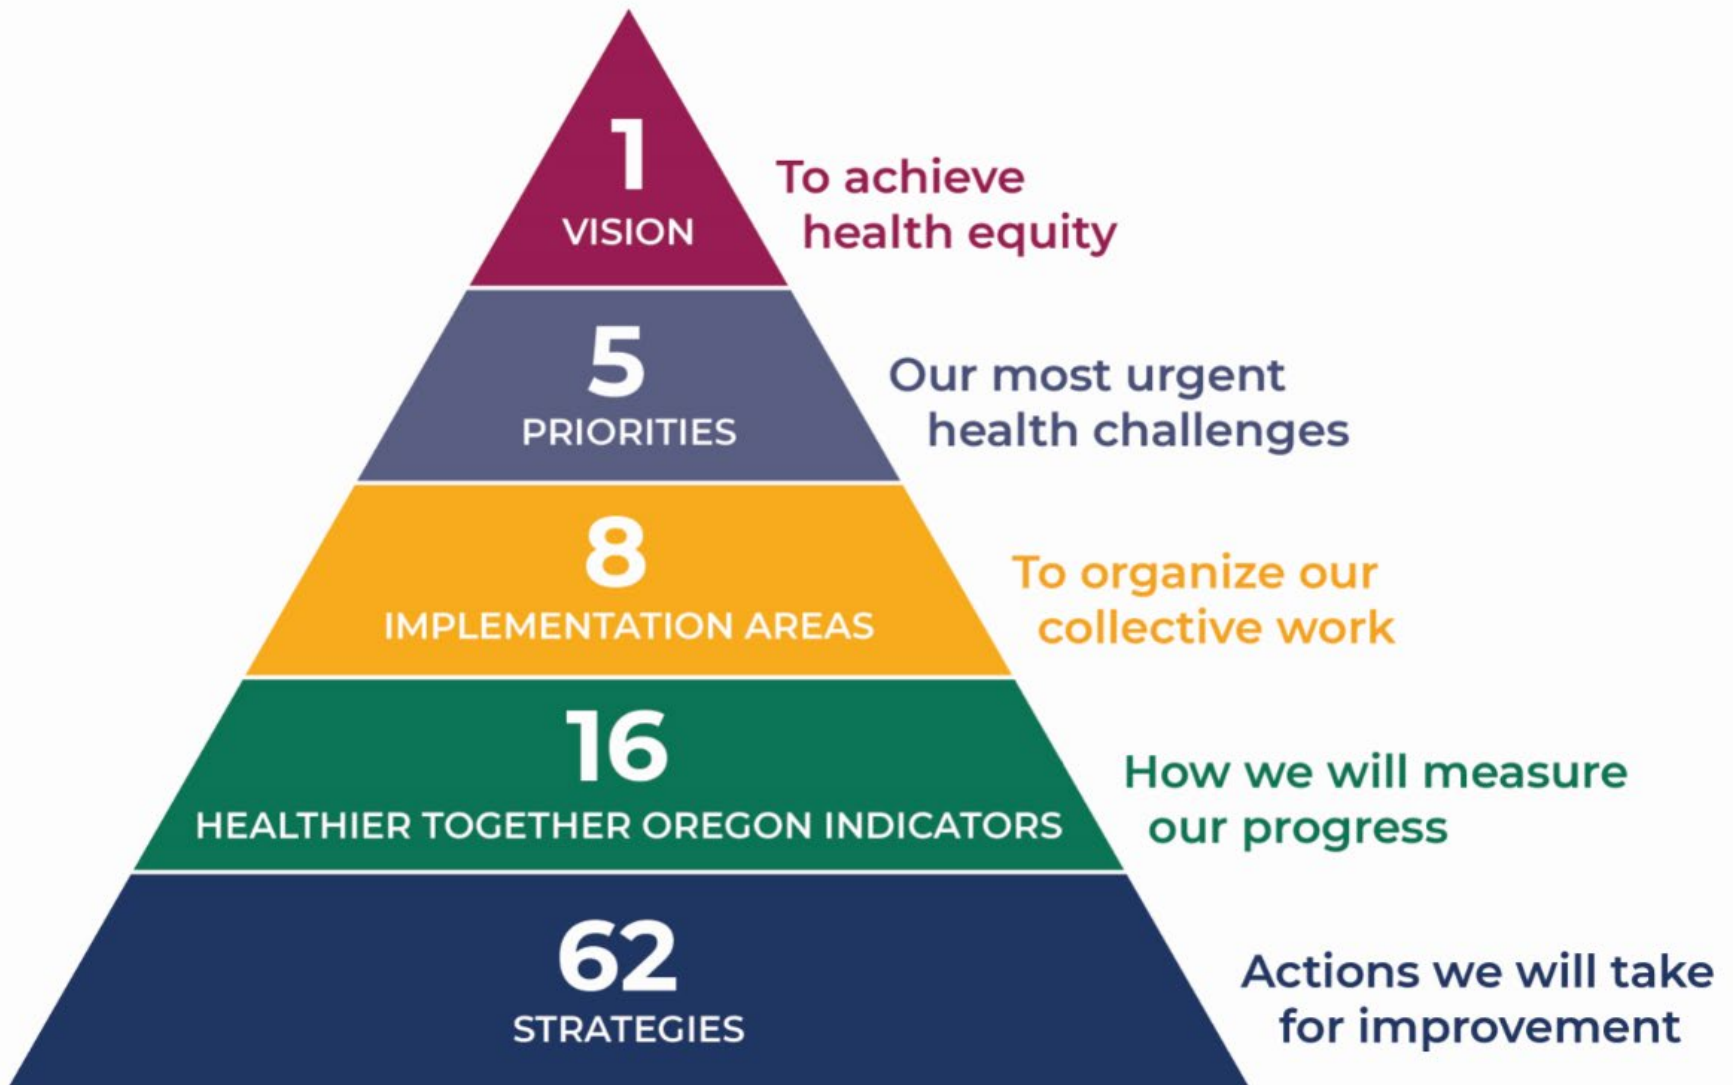 1
VISION
To achieve
health equity
5
PRIORITIES
Our most urgent
health challenges
8
IMPLEMENTATION AREAS
To organize our
collective work
16
HEALTHIER TOGETHER OREGON INDICATORS
How we will measure
our progress
62
STRATEGIES
Actions we will take
for improvement